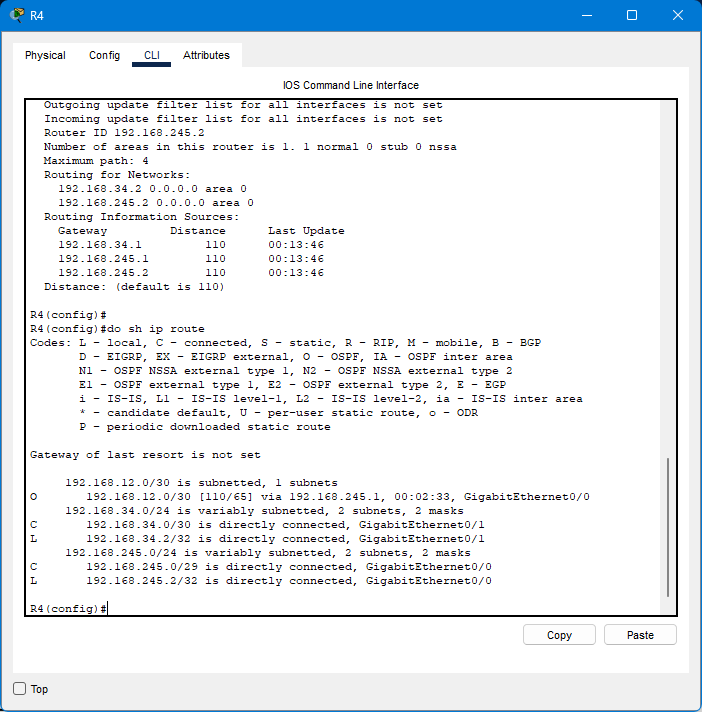 R4
Physical Config CLI Attributes
IOS Command Line Interface
Outgoing update filter list for all interfaces is not set
Incoming update filter list for all interfaces is not set
Router ID 192.168.245.2
Number of areas in this router is 1. 1 normal 0 stub 0 nssa
Maximum path: 4
Routing for Networks:
192.168.34.2 0.0.0.0 area 0
192.168.245.2 0.0.0.0 area 0
Routing Information Sources:
Gateway Distance Last Update
192.168.34.1 110 00:13:46
192.168.245.1 110 00:13:46
192.168.245.2 110 00:13:46
Distance: (default is 110)
R4(config)#
R4(config)#do sh ip route
Codes: L - local, C - connected, S - static, R - RIP, M - mobile, B - BGP
D - EIGRP, EX - EIGRP external, O - OSPF, IA - OSPF inter area
N1 - OSPF NSSA external type 1, N2 - OSPF NSSA external type 2
E1 - OSPF external type 1, E2 - OSPF external type 2, E - EGP
i - IS-IS, L1 - IS-IS level-1, L2 - IS-IS level-2, ia - IS-IS inter area
* - candidate default, U - per-user static route, o - ODR
P - periodic downloaded static route
Gateway of last resort is not set
192.168.12.0/30 is subnetted, 1 subnets
O 192.168.12.0/30 [110/65] via 192.168.245.1, 00:02:33, GigabitEthernet0/0
192.168.34.0/24 is variably subnetted, 2 subnets, 2 masks
C 192.168.34.0/30 is directly connected, GigabitEthernet0/1
L 192.168.34.2/32 is directly connected, GigabitEthernet0/1
192.168.245.0/24 is variably subnetted, 2 subnets, 2 masks
C 192.168.245.0/29 is directly connected, GigabitEthernet0/0
L 192.168.245.2/32 is directly connected, GigabitEthernet0/0
R4(config)#
Copy Paste
Top